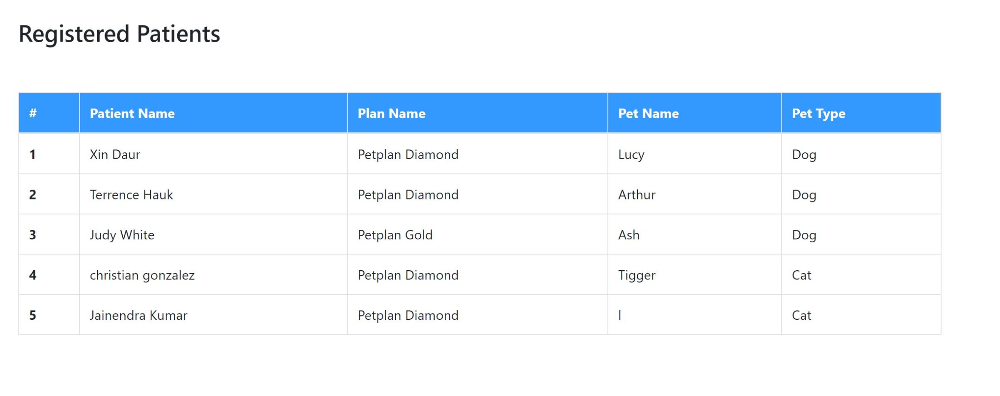 Registered Patients
# Patient Name Plan Name Pet Name Pet Type
1 Xin Daur Petplan Diamond Lucy Dog
2 Terrence Hauk Petplan Diamond Arthur Dog
3 Judy White Petplan Gold Ash Dog
4 christian gonzalez Petplan Diamond Tigger Cat
5 Jainendra Kumar Petplan Diamond l Cat